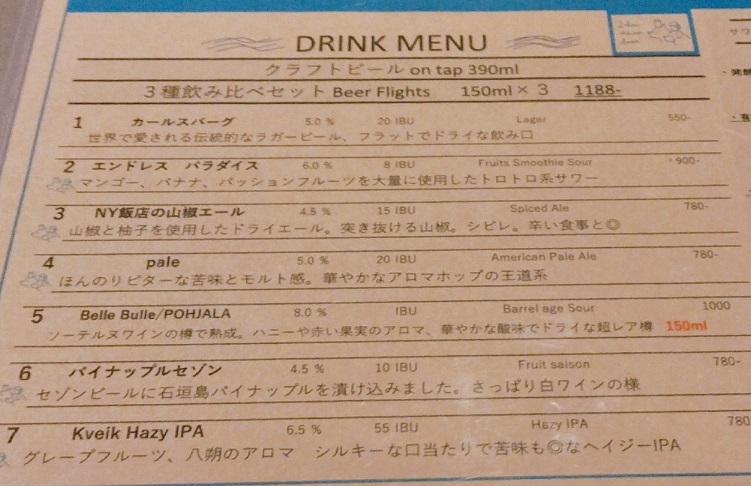 DRINK MENU
クラフトビール on tap 390ml
3種飲み比べセット Beer Flights 150ml×3 1188-
1 カールスバーグ 5.0 % 20 IBU Lager 550-
世界で愛される伝統的なラガービール、フラットでドライな飲み口
2 エンドレス パラダイス 6.0 % 8 IBU Fruits Smoothie Sour 900-
マンゴー、バナナ、パッションフルーツを大量に使用したトロトロ系サワー
3 NY飯店の山椒エール 4.5 % 15 IBU Spiced Ale 780-
山椒と柚子を使用したドライエール。突き抜ける山椒。シビレ。辛い食事と◎
4 pale 5.0 % 20 IBU American Pale Ale 780-
ほんのりビターな苦味とモルト感。華やかなアロマホップの王道系
5 Belle Bulle/POHJALA 8.0 % IBU Barrel age Sour 1000
ソーテルヌワインの樽で熟成。ハニーや赤い果実のアロマ、華やかな酸味でドライな超レア樽 150ml
6 パイナップルセゾン 4.5 % 10 IBU Fruit saison 780-
セゾンビールに石垣島パイナップルを漬け込みました。さっぱり白ワインの様
7 Kveik Hazy IPA 6.5 % 55 IBU Hazy IPA 780
グレープフルーツ、八朔のアロマ シルキーな口当たりで苦味も◎なヘイジーIPA
サワ